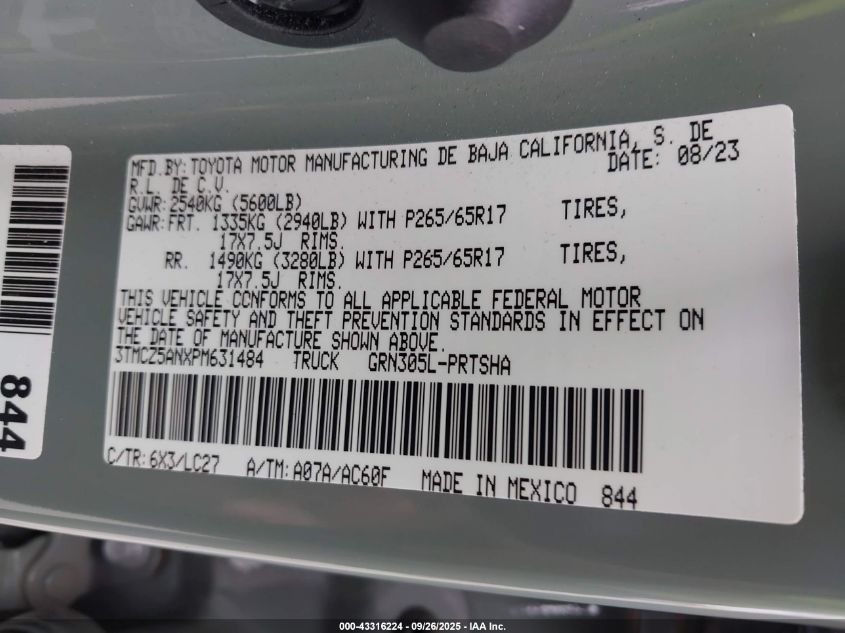 MFD.BY:TOYOTA MOTOR MANUFACTURING DE BAJA CALIFORNIA, S. DE
R.L. DE C.V. DATE: 08/23
GVWR:2540KG (5600LB)
GAWR:FRT. 1335KG (2940LB) WITH P265/65R17 TIRES,
17X7.5J RIMS.
RR. 1490KG (3280LB) WITH P265/65R17 TIRES,
17X7.5J RIMS.
THIS VEHICLE CONFORMS TO ALL APPLICABLE FEDERAL MOTOR
VEHICLE SAFETY AND THEFT PREVENTION STANDARDS IN EFFECT ON
THE DATE OF MANUFACTURE SHOWN ABOVE.
3TMCZ5ANXPM631484 TRUCK GRN305L-PRTSHA
C/TR:6X3/LC27 A/TM:A07A/AC60F MADE IN MEXICO 844
844
000-43316224 - 09/26/2025 - IAA Inc.